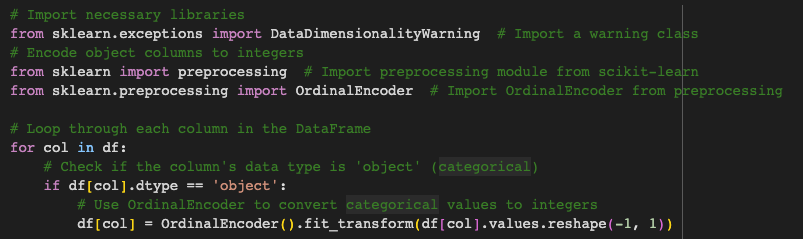 # Import necessary libraries
from sklearn.exceptions import DataDimensionalityWarning  # Import a warning class
# Encode object columns to integers
from sklearn import preprocessing  # Import preprocessing module from scikit-learn
from sklearn.preprocessing import OrdinalEncoder  # Import OrdinalEncoder from preprocessing

# Loop through each column in the DataFrame
for col in df:
    # Check if the column's data type is 'object' (categorical)
    if df[col].dtype == 'object':
        # Use OrdinalEncoder to convert categorical values to integers
        df[col] = OrdinalEncoder().fit_transform(df[col].values.reshape(-1, 1))